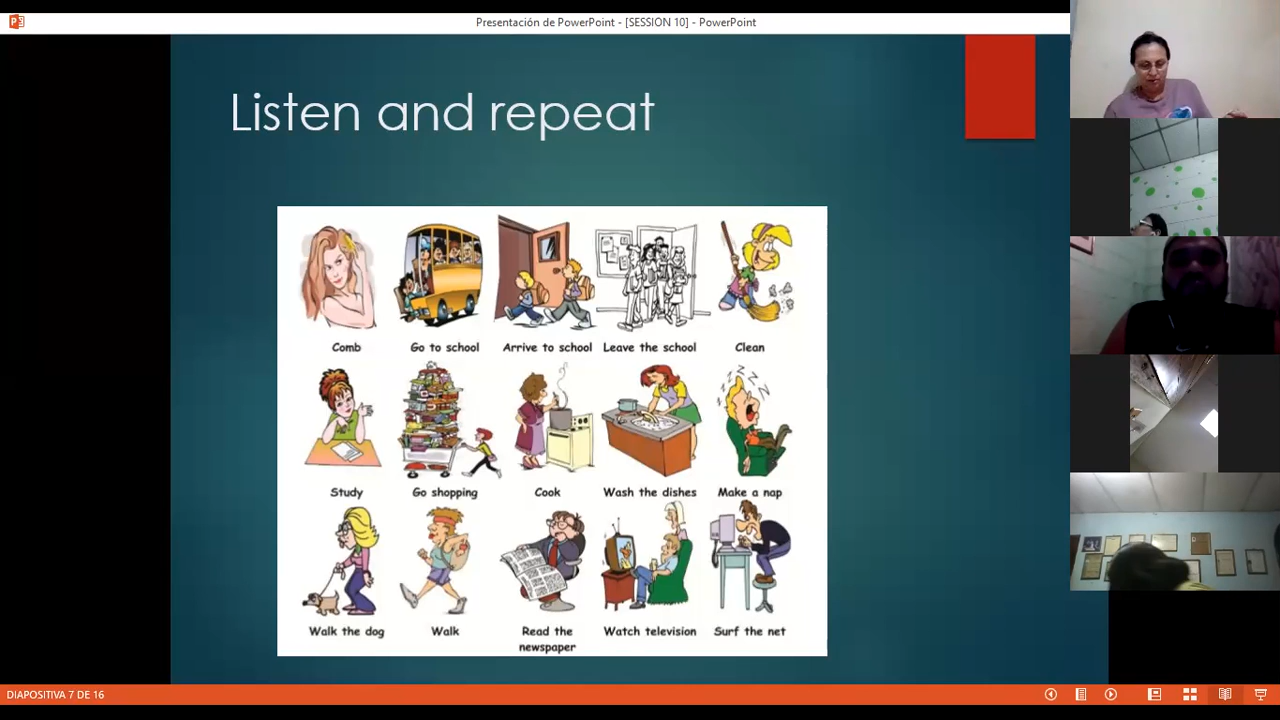 Presentación de PowerPoint - [SESSION 10] - PowerPoint
Listen and repeat
Comb Go to school Arrive to school Leave the school Clean
Study Go shopping Cook Wash the dishes Make a nap
Walk the dog Walk Read the newspaper Watch television Surf the net
DIAPOSITIVA 7 DE 16